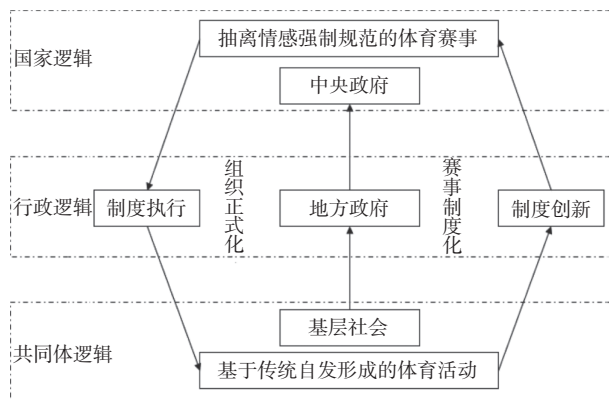 抽离情感强制规范的体育赛事
国家逻辑
中央政府
组织正式化
赛事制度化
行政逻辑
制度执行
地方政府
制度创新
基层社会
共同体逻辑
基于传统自发形成的体育活动